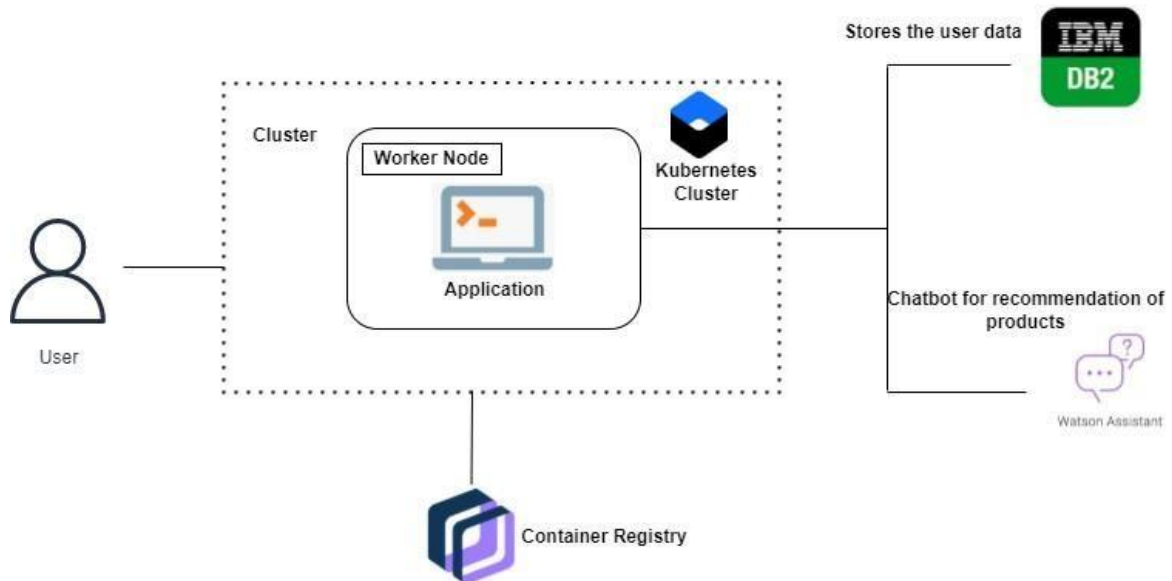 Stores the user data
IBM
DB2
Cluster
Worker Node
Kubernetes
Cluster
Application
User
Chatbot for recommendation of
products
?
Watson Assistant
Container Registry